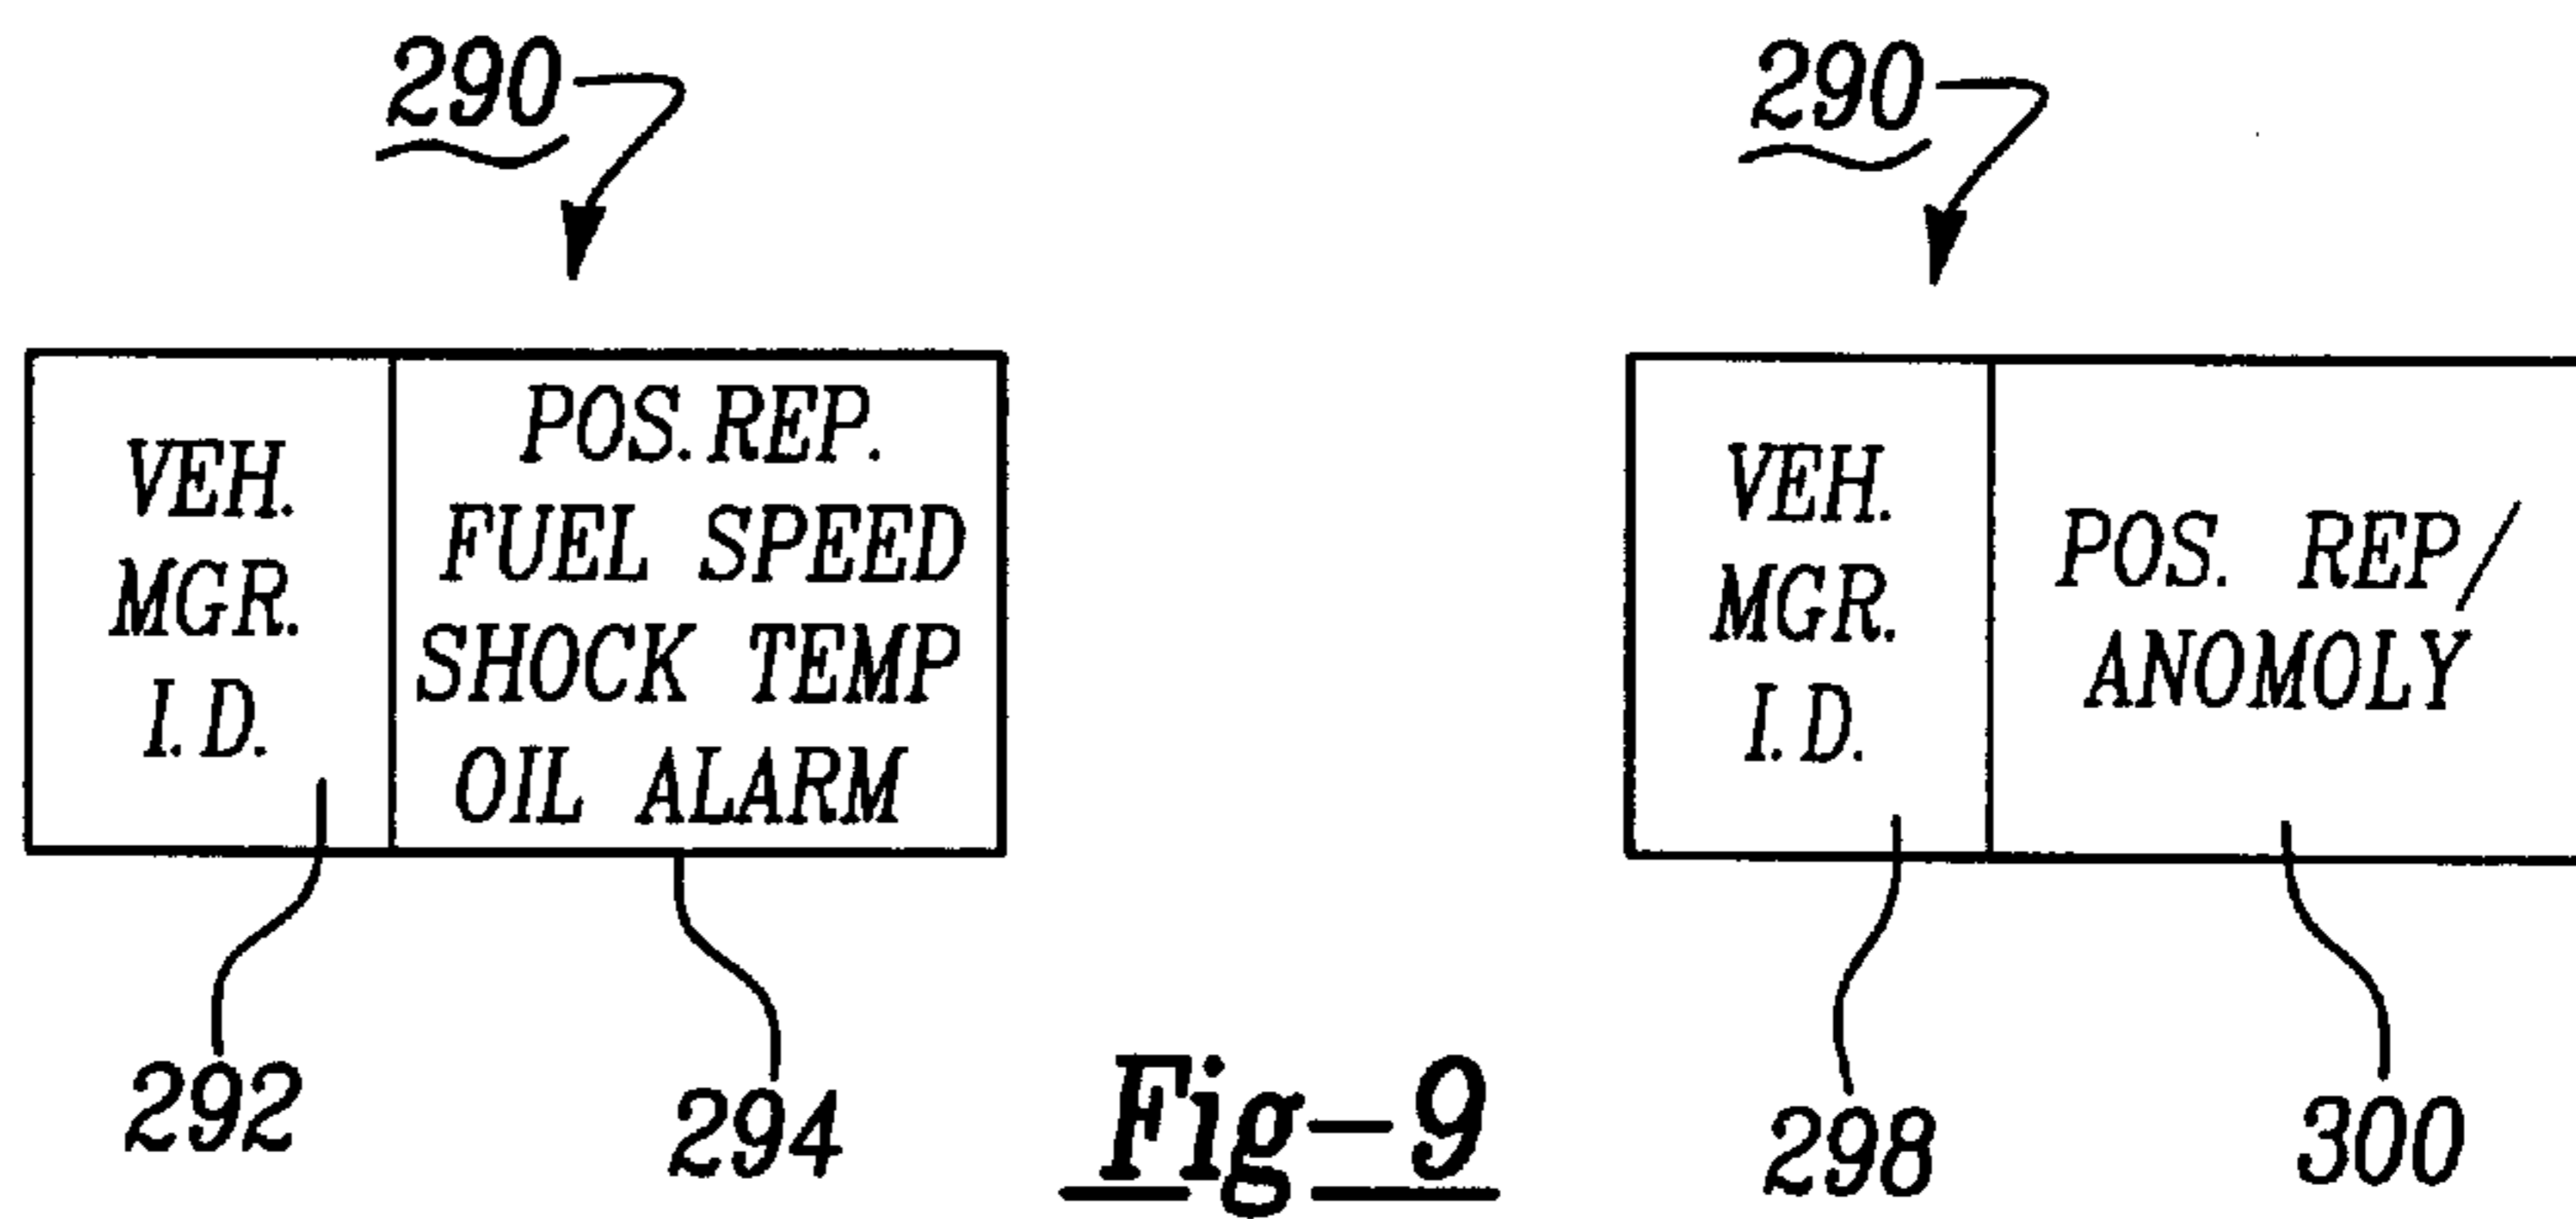 290
290
VEH.
MGR.
I.D.
POS.REP.
FUEL SPEED
SHOCK TEMP
OIL ALARM
VEH.
MGR.
I.D.
POS. REP/
ANOMOLY
292
294
Fig-9
298
300